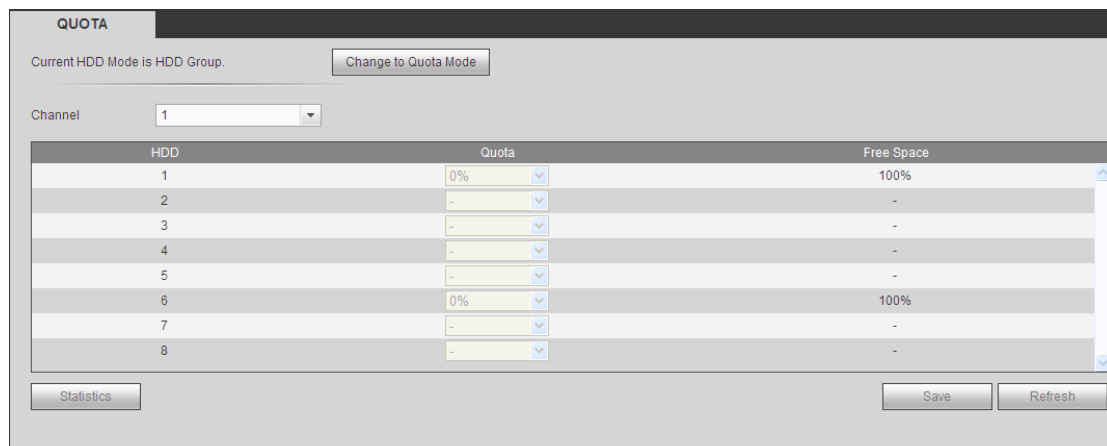 QUOTA
Current HDD Mode is HDD Group. Change to Quota Mode
Channel 1
HDD Quota Free Space
1 0% 100%
2 - -
3 - -
4 - -
5 - -
6 0% 100%
7 - -
8 - -
Statistics Save Refresh